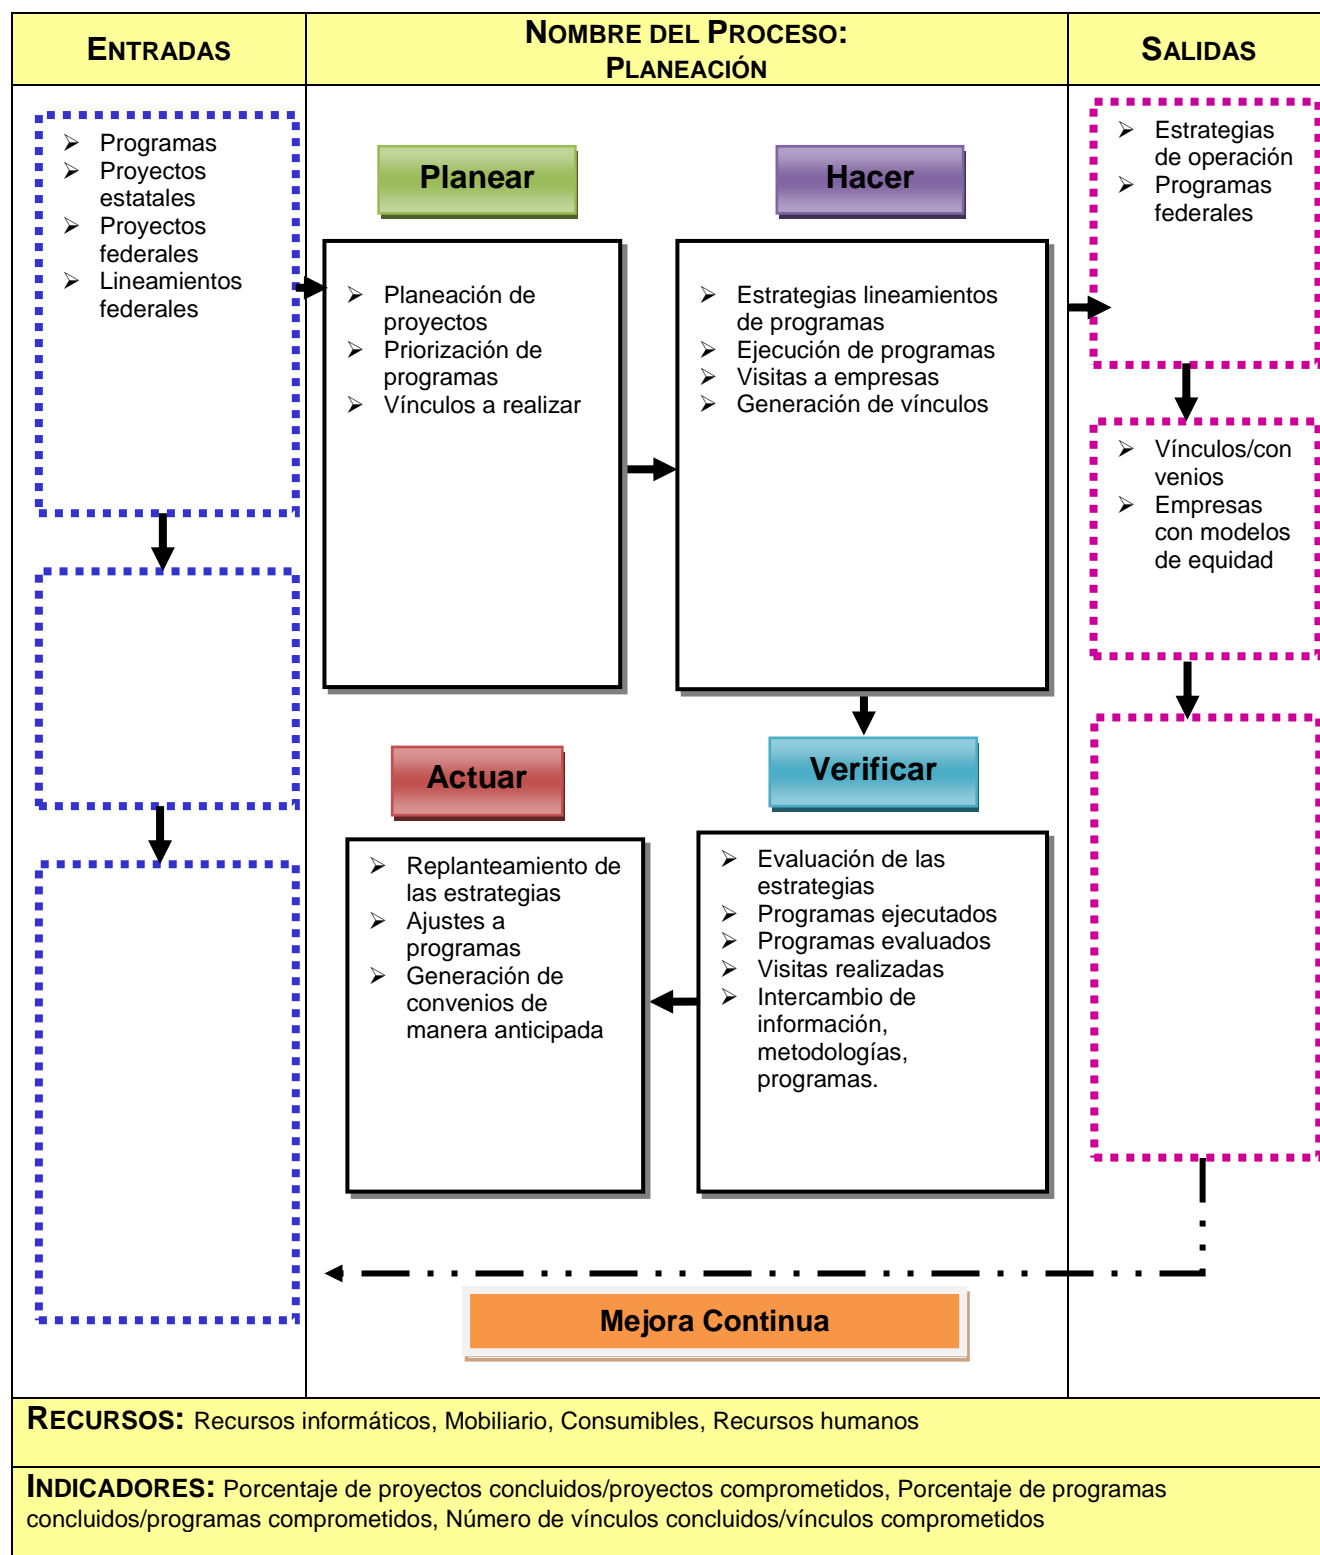 ENTRADAS
NOMBRE DEL PROCESO:
PLANEACIÓN
SALIDAS
➢ Programas
➢ Proyectos
estatales
➢ Proyectos
federales
➢ Lineamientos
federales
Planear
➢ Planeación de
proyectos
➢ Priorización de
programas
➢ Vínculos a realizar
Hacer
➢ Estrategias lineamientos
de programas
➢ Ejecución de programas
➢ Visitas a empresas
➢ Generación de vínculos
➢ Estrategias
de operación
➢ Programas
federales
➢ Vínculos/con
venios
➢ Empresas
con modelos
de equidad
Actuar
➢ Replanteamiento de
las estrategias
➢ Ajustes a
programas
➢ Generación de
convenios de
manera anticipada
Verificar
➢ Evaluación de las
estrategias
➢ Programas ejecutados
➢ Programas evaluados
➢ Visitas realizadas
➢ Intercambio de
información,
metodologías,
programas.
Mejora Continua
RECURSOS: Recursos informáticos, Mobiliario, Consumibles, Recursos humanos
INDICADORES: Porcentaje de proyectos concluidos/proyectos comprometidos, Porcentaje de programas
concluidos/programas comprometidos, Número de vínculos concluidos/vínculos comprometidos